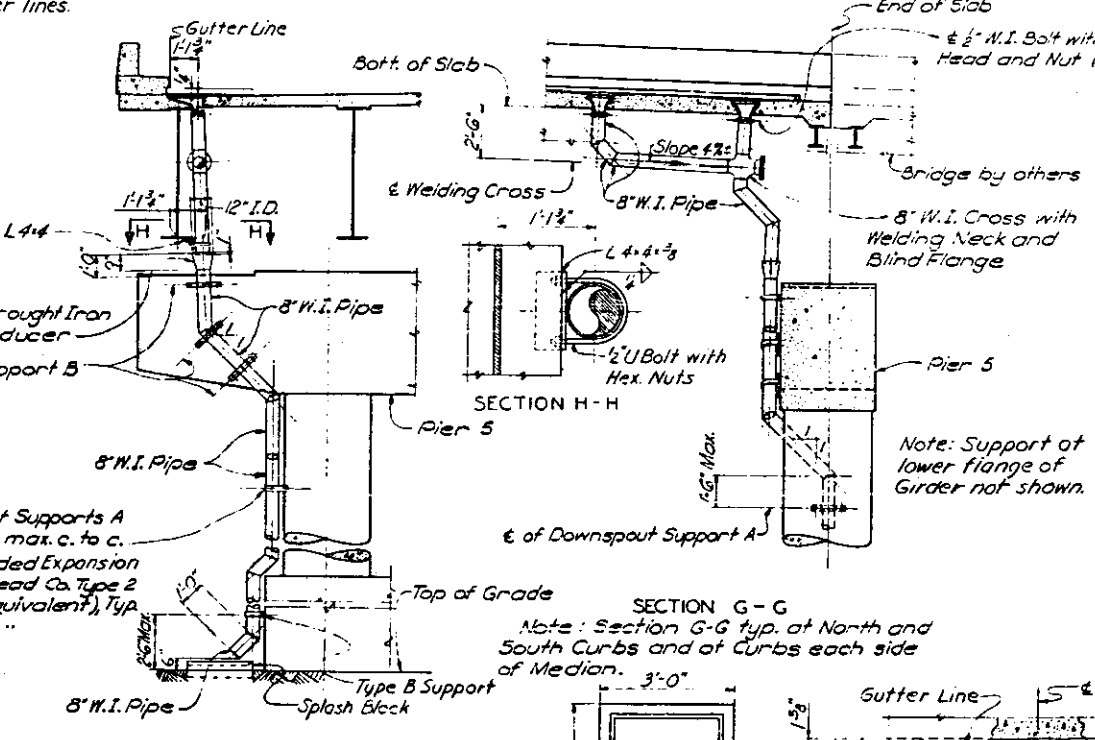 er lines.
Gutter Line
1'-1¾"
Bott. of Slab
End of Slab
℄ ½" W.I. Bolt with
Head and Nut
2'-6"
Slope 4%±
℄ Welding Cross
8" W.I. Pipe
Bridge by others
8" W.I. Cross with
Welding Neck and
Blind Flange
1'-1¾"
12" I.D.
H
H
L 4×4
1'-1¾"
L 4×4×⅜
½" U Bolt with
Hex. Nuts
SECTION H-H
rought Iron
ducer
8" W.I. Pipe
pport B
Pier 5
Pier 5
8" W.I. Pipe
1'-6" Max.
Note: Support at
lower flange of
Girder not shown.
t Supports A
max. c. to c.
℄ of Downspout Support A
ded Expansion
ead Co. Type 2
quivalent), Typ.
1'-0"
Top of Grade
2'-6" Max.
6"
8" W.I. Pipe
Type B Support
Splash Block
SECTION G-G
Note: Section G-G typ. at North and
South Curbs and at Curbs each side
of Median.
3'-0"
Gutter Line
℄
1⅝"